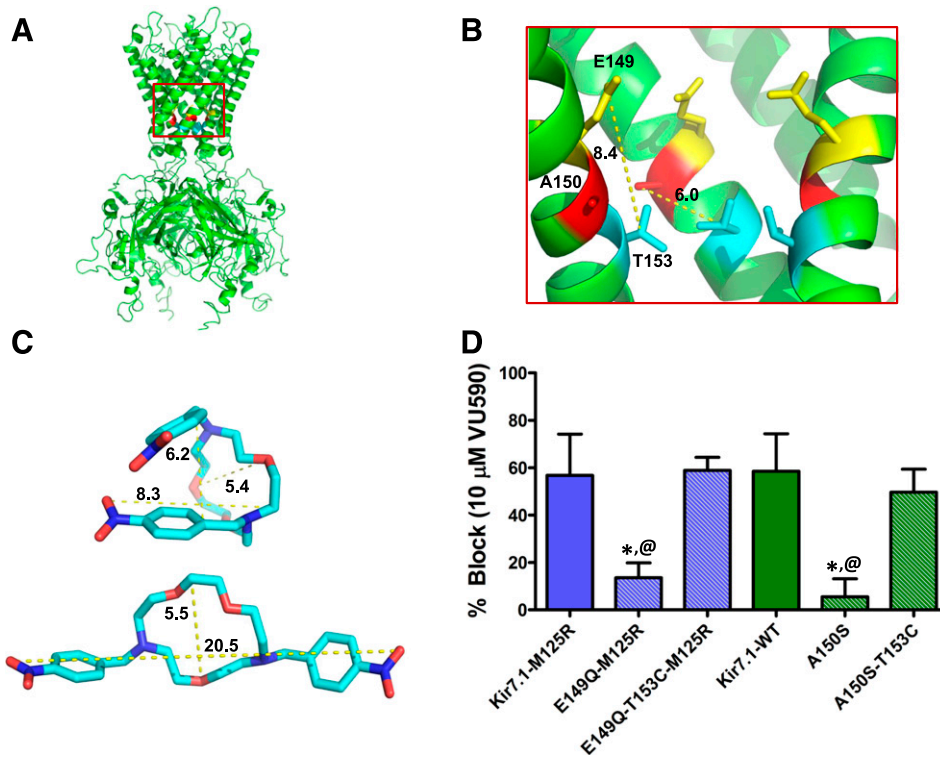 A
B
E149
8.4
A150
6.0
T153
C
6.2
5.4
8.3
5.5
20.5
D
% Block (10 μM VU590)
100
80
60
40
20
0
*,@
*,@
Kir7.1-M125R
E149Q-M125R
E149Q-T153C-M125R
Kir7.1-WT
A150S
A150S-T153C